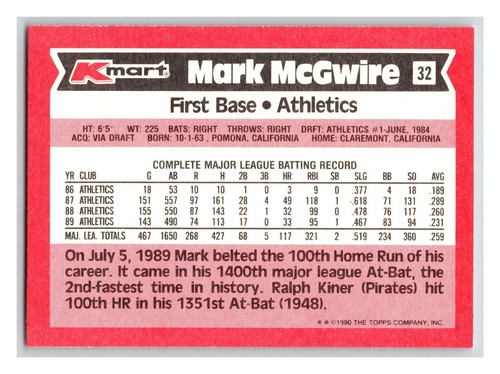 Kmart Mark McGwire 32
First Base • Athletics
HT: 6'5" WT: 225 BATS: RIGHT THROWS: RIGHT DRFT: ATHLETICS #1-JUNE, 1984
ACQ: VIA DRAFT BORN: 10-1-63, POMONA, CALIFORNIA HOME: CLAREMONT, CALIFORNIA
COMPLETE MAJOR LEAGUE BATTING RECORD
YR CLUB G AB R H 2B 3B HR RBI SB SLG BB SO AVG
86 ATHLETICS 18 53 10 10 1 0 3 9 0 .377 4 18 .189
87 ATHLETICS 151 557 97 161 28 4 49 118 1 .618 71 131 .289
88 ATHLETICS 155 550 87 143 22 1 32 99 0 .478 76 117 .260
89 ATHLETICS 143 490 74 113 17 0 33 95 1 .467 83 94 .231
MAJ. LEA. TOTALS 467 1650 268 427 68 5 117 321 2 .519 234 360 .259
On July 5, 1989 Mark belted the 100th Home Run of his
career. It came in his 1400th major league At-Bat, the
2nd-fastest time in history. Ralph Kiner (Pirates) hit
100th HR in his 1351st At-Bat (1948).
**©1990 THE TOPPS COMPANY, INC.